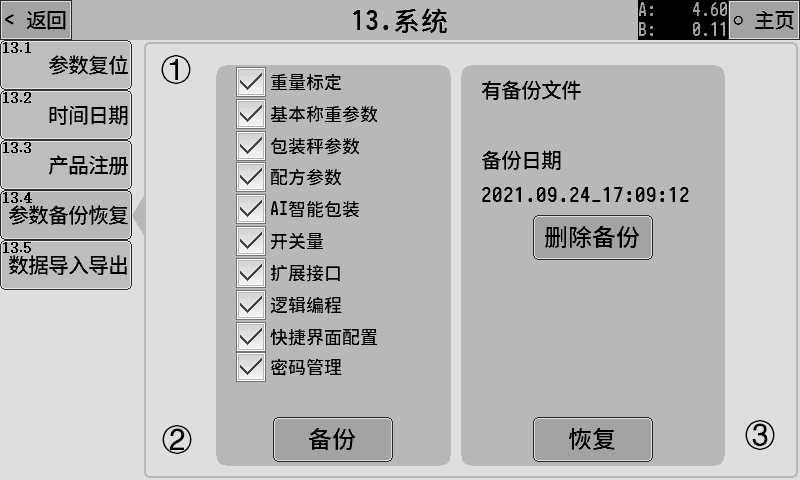 < 返回
13.系统
A: 4.60
B: 0.11
○ 主页
13.1
参数复位
13.2
时间日期
13.3
产品注册
13.4
参数备份恢复
13.5
数据导入导出
①
重量标定
基本称重参数
包装秤参数
配方参数
AI智能包装
开关量
扩展接口
逻辑编程
快捷界面配置
密码管理
②
备份
有备份文件
备份日期
2021.09.24_17:09:12
删除备份
恢复
③